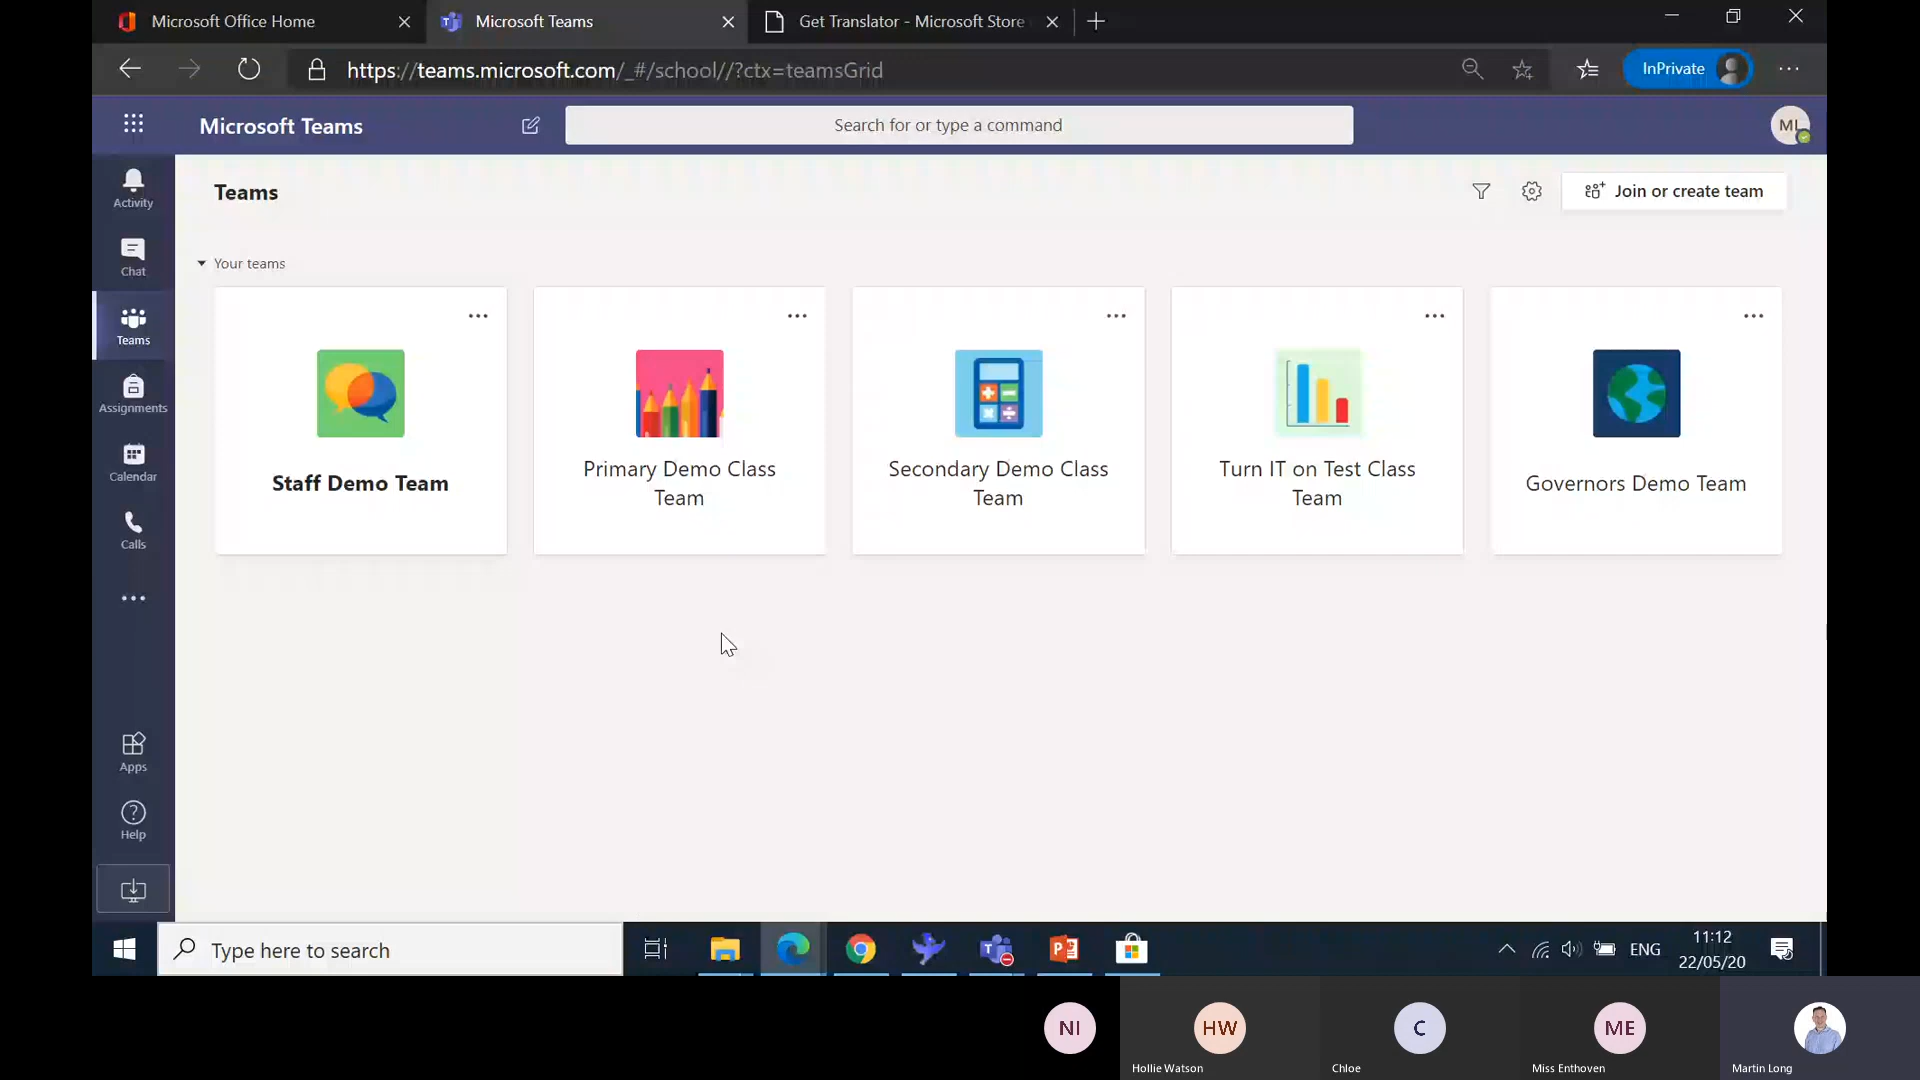 Microsoft Office Home
Microsoft Teams
Get Translator - Microsoft Store
https://teams.microsoft.com/_#/school//?ctx=teamsGrid
InPrivate
Microsoft Teams
Search for or type a command
ML
Activity
Chat
Teams
Assignments
Calendar
Calls
Apps
Help
Teams
Join or create team
Your teams
Staff Demo Team
Primary Demo Class
Team
Secondary Demo Class
Team
Turn IT on Test Class
Team
Governors Demo Team
Type here to search
ENG
11:12
22/05/20
NI
HW
Hollie Watson
C
Chloe
ME
Miss Enthoven
Martin Long